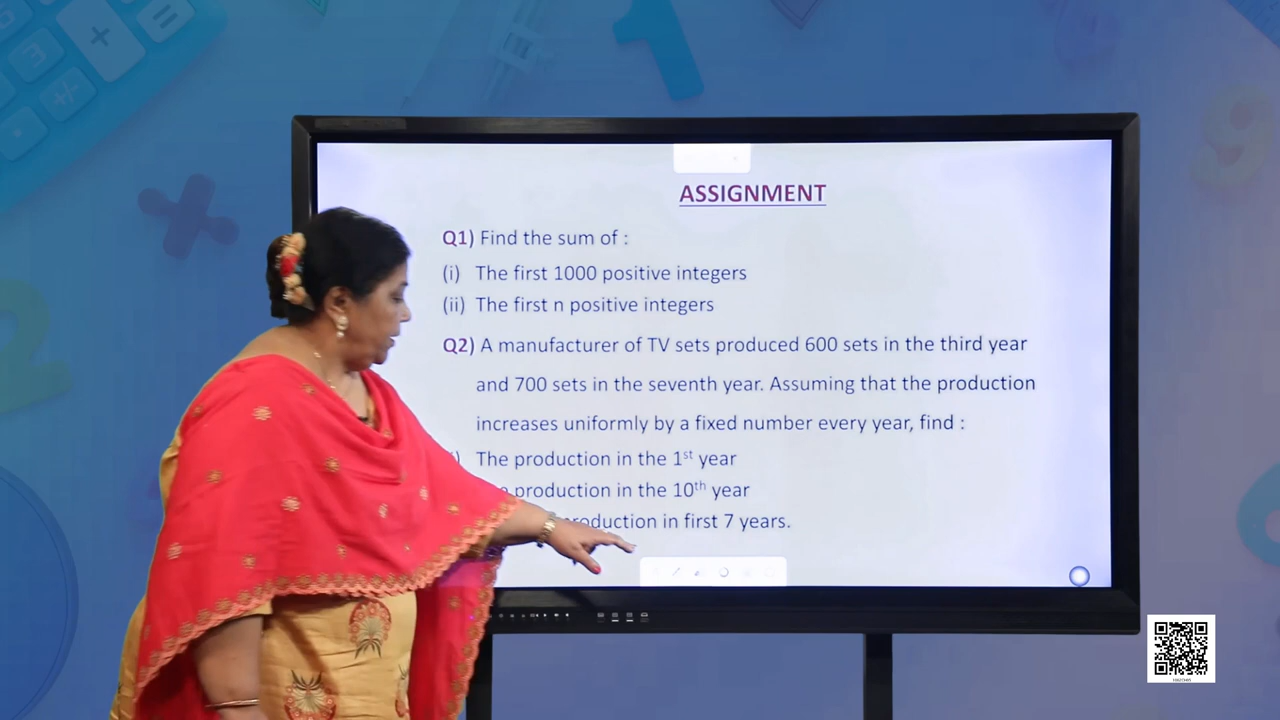 ASSIGNMENT
Q1) Find the sum of :
(i) The first 1000 positive integers
(ii) The first n positive integers
Q2) A manufacturer of TV sets produced 600 sets in the third year
and 700 sets in the seventh year. Assuming that the production
increases uniformly by a fixed number every year, find :
The production in the 1st year
production in the 10th year
production in first 7 years.